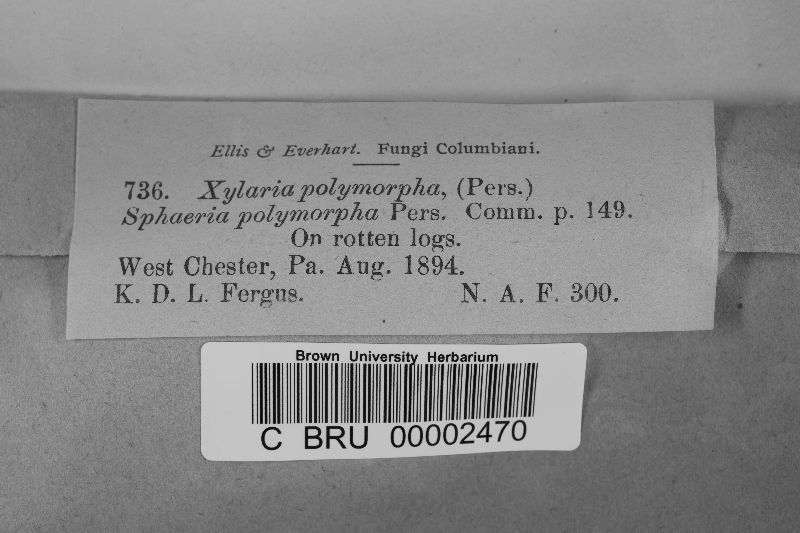 Ellis & Everhart. Fungi Columbiani.
736. Xylaria polymorpha, (Pers.)
Sphaeria polymorpha Pers. Comm. p. 149.
On rotten logs.
West Chester, Pa. Aug. 1894.
K. D. L. Fergus. N. A. F. 300.
Brown University Herbarium
C BRU 00002470